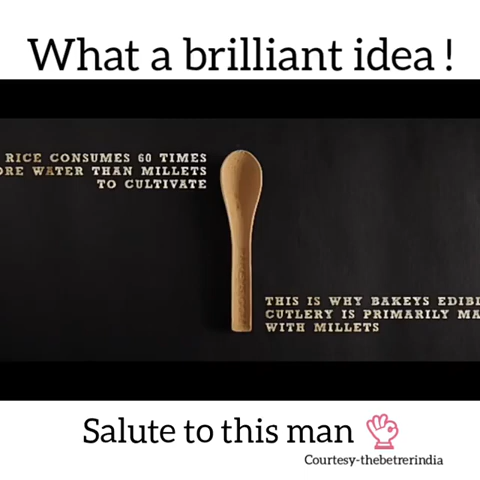 What a brilliant idea !
RICE CONSUMES 60 TIMES
WATER THAN MILLETS
TO CULTIVATE
THIS IS WHY BAKEYS
CUTLERY IS PRIMARILY
WITH MILLETS
Salute to this man
Courtesy-thebetrerindia